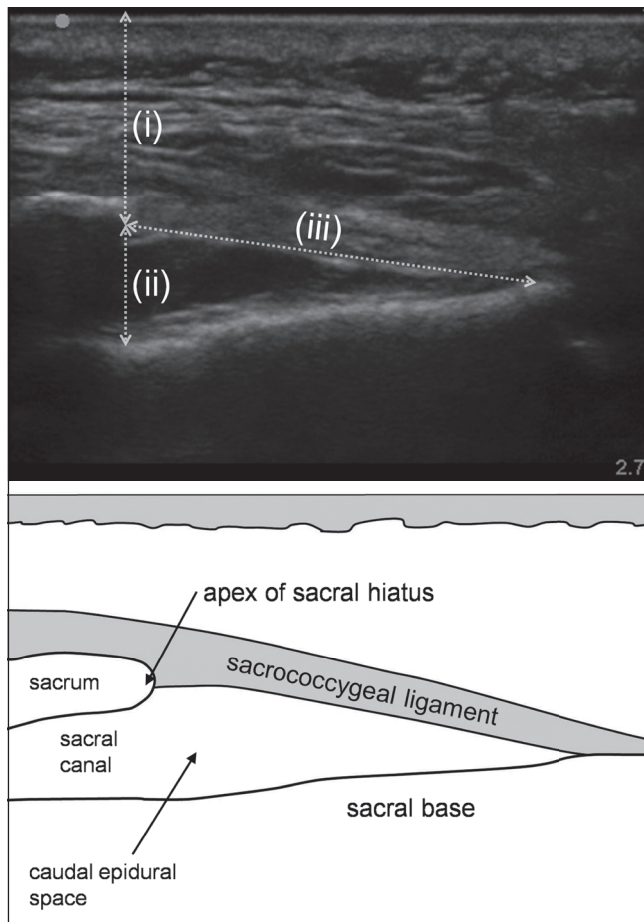 (i)
(iii)
(ii)
2.7
apex of sacral hiatus
sacrococcygeal ligament
sacrum
sacral
canal
sacral base
caudal epidural
space